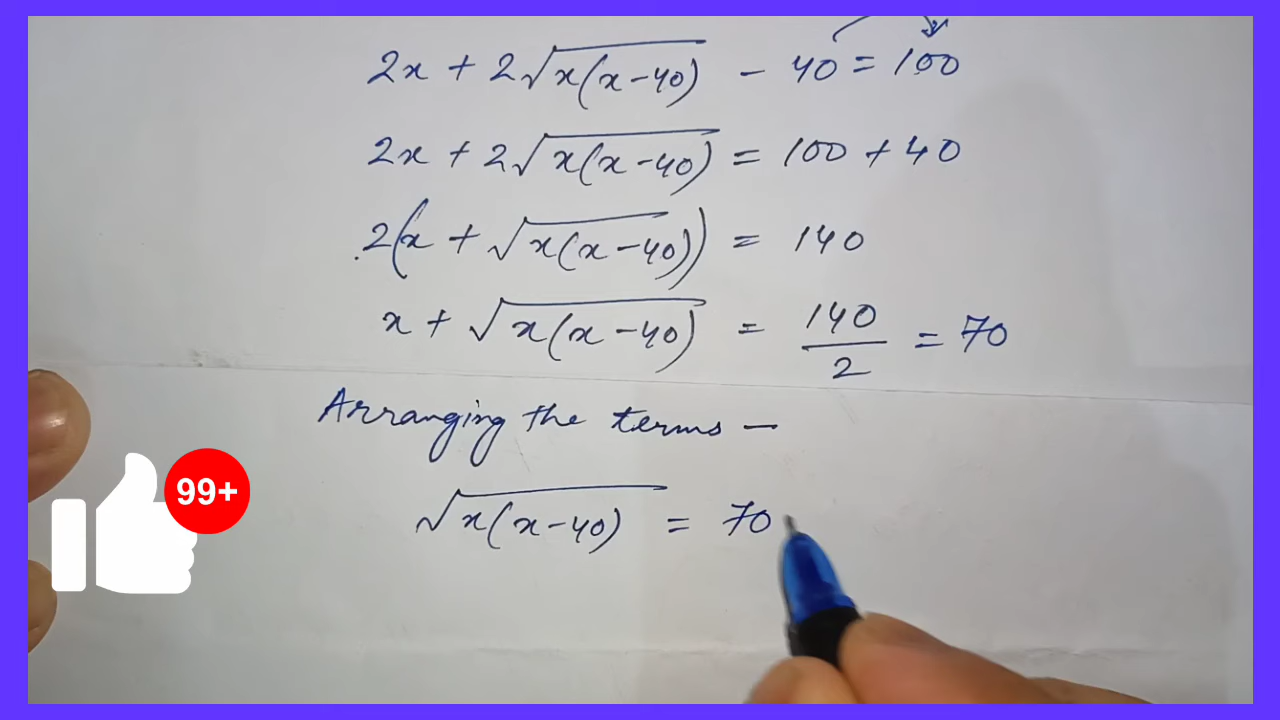 2x + 2√x(x-40) - 40 = 100
2x + 2√x(x-40) = 100 + 40
2(x + √x(x-40)) = 140
x + √x(x-40) = 140/2 = 70
Arranging the terms —
√x(x-40) = 70
99+